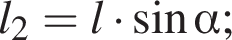 l₂ = l · sin α;